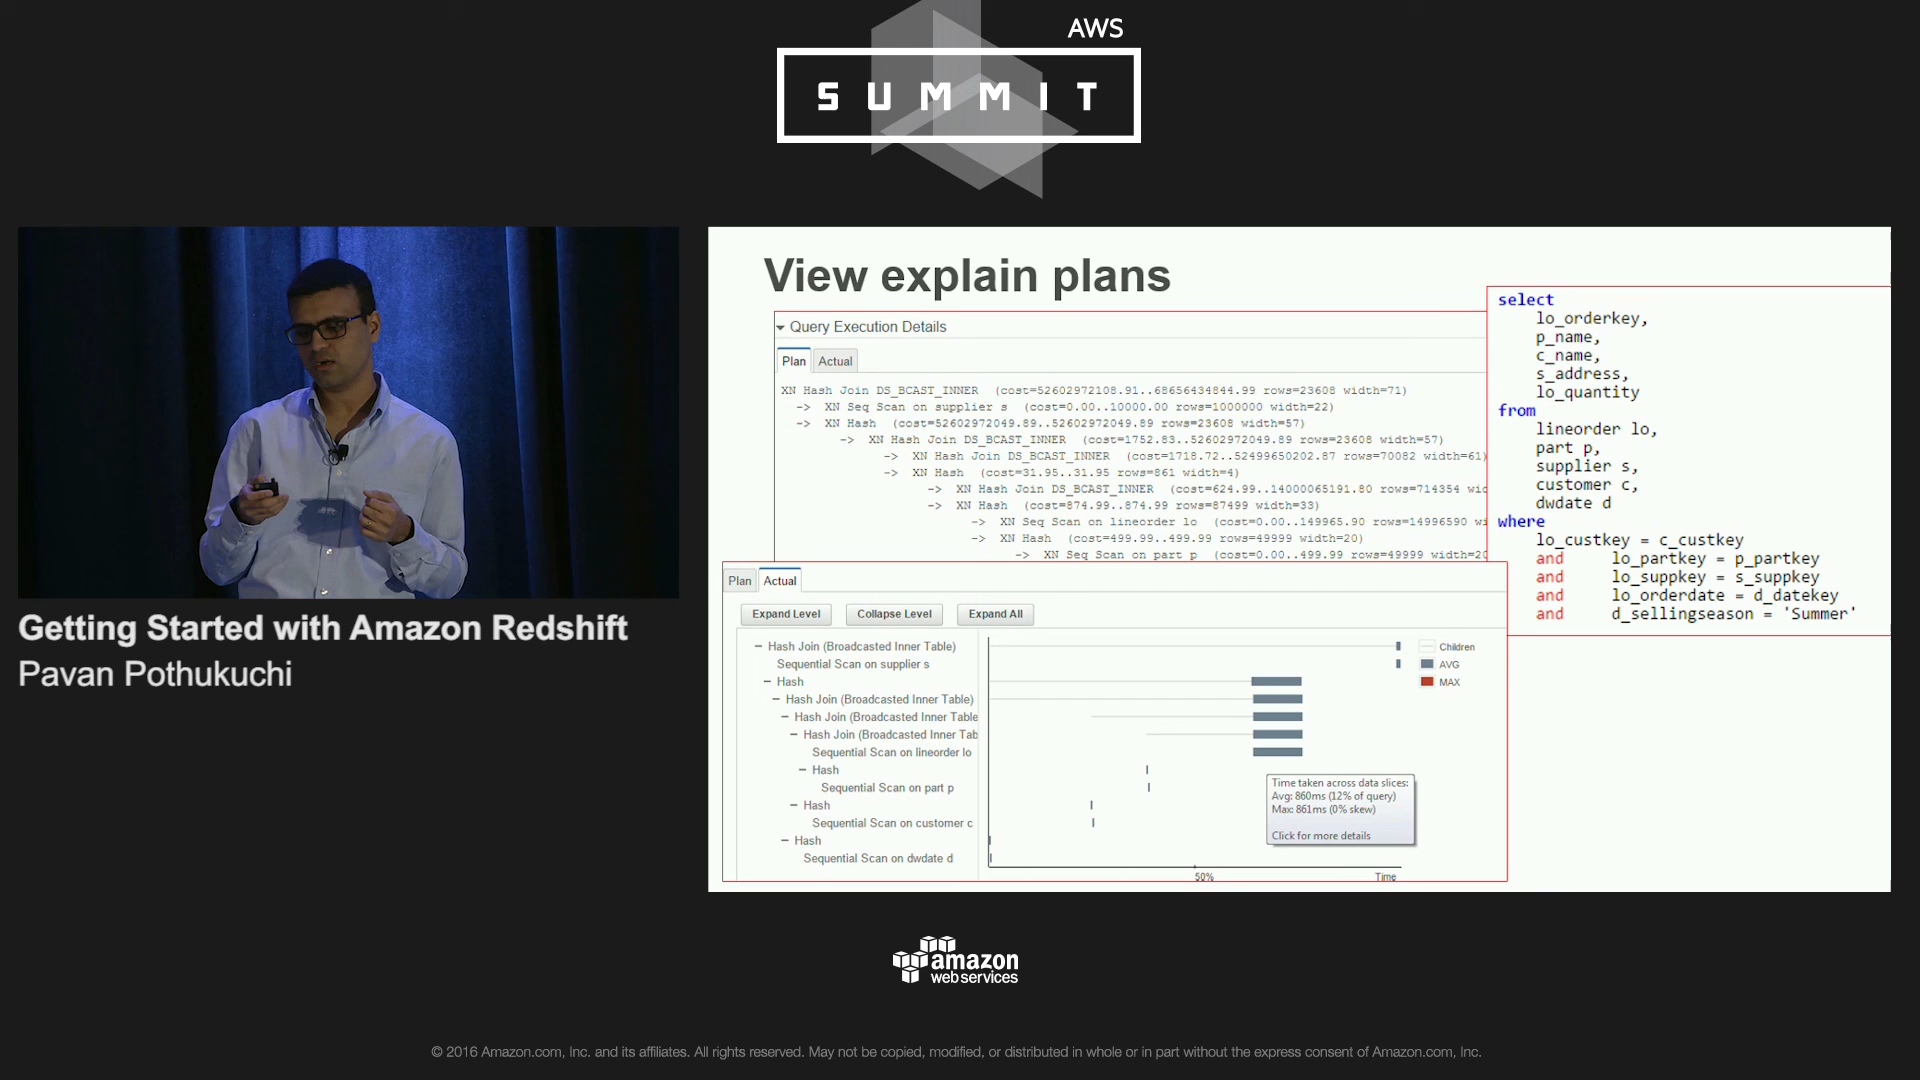 AWS
SUMMIT
Getting Started with Amazon Redshift
Pavan Pothukuchi
View explain plans
Query Execution Details
Plan Actual
XN Hash Join DS_BCAST_INNER (cost=52602972108.91..68656434844.99 rows=23608 width=71)
-> XN Seq Scan on supplier s (cost=0.00..10000.00 rows=1000000 width=22)
-> XN Hash (cost=52602972049.89..52602972049.89 rows=23608 width=57)
-> XN Hash Join DS_BCAST_INNER (cost=1752.83..52602972049.89 rows=23608 width=57)
-> XN Hash Join DS_BCAST_INNER (cost=1718.72..52499650202.87 rows=70082 width=61)
-> XN Hash (cost=31.95..31.95 rows=861 width=4)
-> XN Hash Join DS_BCAST_INNER (cost=624.99..14000065191.80 rows=714354 wid
-> XN Hash (cost=874.99..874.99 rows=87499 width=33)
-> XN Seq Scan on lineorder lo (cost=0.00..149965.90 rows=14996590 wi
-> XN Hash (cost=499.99..499.99 rows=49999 width=20)
-> XN Seq Scan on part p (cost=0.00..499.99 rows=49999 width=20
select
lo_orderkey,
p_name,
c_name,
s_address,
lo_quantity
from
lineorder lo,
part p,
supplier s,
customer c,
dwdate d
where
lo_custkey = c_custkey
and lo_partkey = p_partkey
and lo_suppkey = s_suppkey
and lo_orderdate = d_datekey
and d_sellingseason = 'Summer'
Plan Actual
Expand Level Collapse Level Expand All
Hash Join (Broadcasted Inner Table)
Sequential Scan on supplier s
Hash
Hash Join (Broadcasted Inner Table)
Hash Join (Broadcasted Inner Table
Hash Join (Broadcasted Inner Tab
Sequential Scan on lineorder lo
Hash
Sequential Scan on part p
Hash
Sequential Scan on customer c
Hash
Sequential Scan on dwdate d
Children
AVG
MAX
Time taken across data slices:
Avg: 860ms (12% of query)
Max: 861ms (0% skew)
Click for more details
50% Time
amazon
web services
© 2016 Amazon.com, Inc. and its affiliates. All rights reserved. May not be copied, modified, or distributed in whole or in part without the express consent of Amazon.com, Inc.